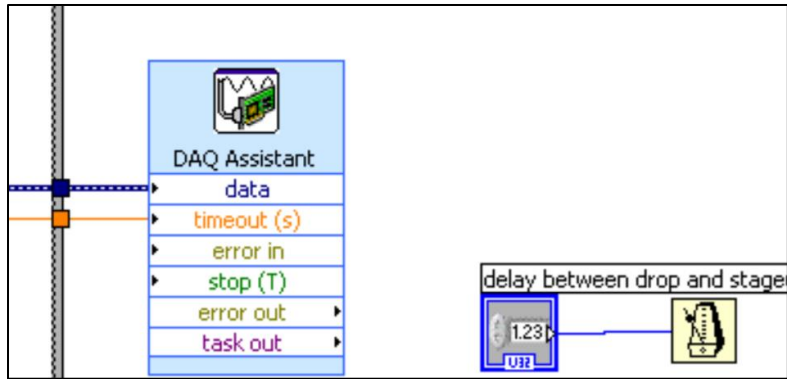 DAQ Assistant
data
timeout (s)
error in
stop (T)
error out
task out
delay between drop and stage
1.23
U32